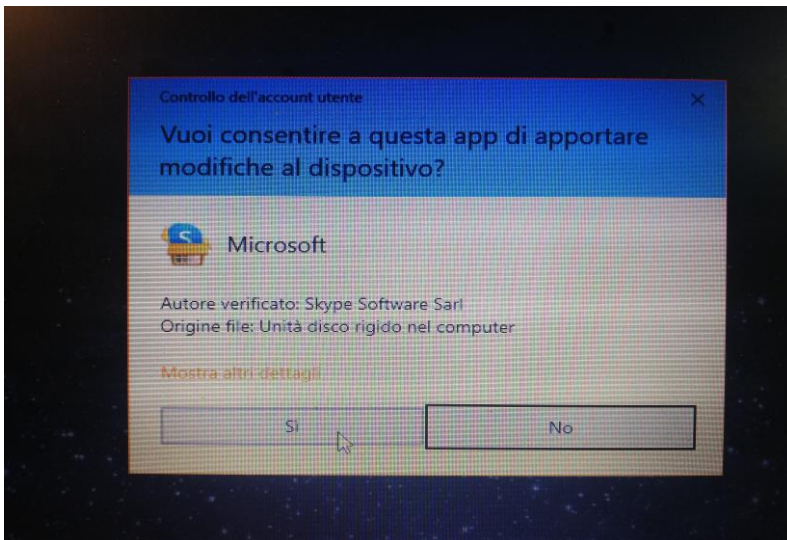 Controllo dell'account utente
Vuoi consentire a questa app di apportare
modifiche al dispositivo?
S
Microsoft
Autore verificato: Skype Software Sarl
Origine file: Unità disco rigido nel computer
Mostra altri dettagli
Sì
No